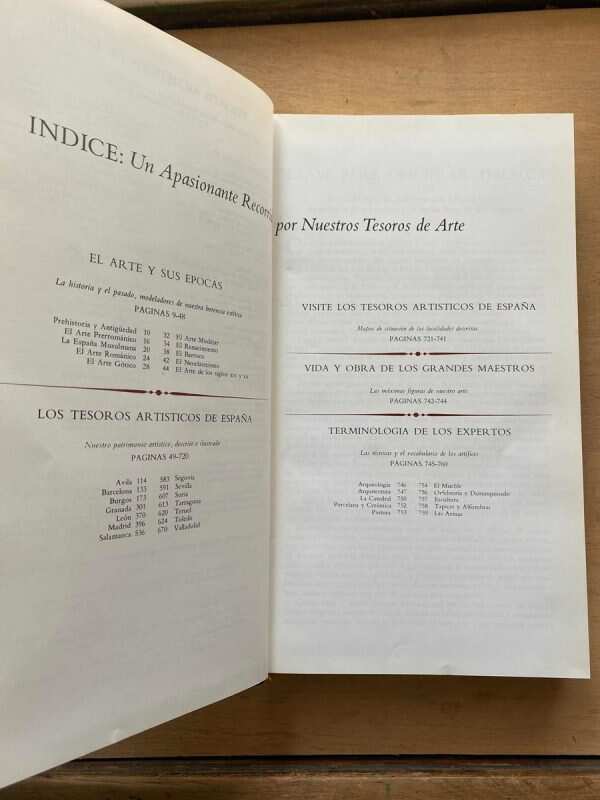 INDICE: Un Apasionante Recorri
por Nuestros Tesoros de Arte
EL ARTE Y SUS EPOCAS
La historia y el pasado, modeladores de nuestra herencia estética
PAGINAS 9-48
Prehistoria y Antigüedad 10 32 El Arte Mudéjar
El Arte Prerrománico 16 34 El Renacimiento
La España Musulmana 20 38 El Barroco
El Arte Románico 24 42 El Neoclasicismo
El Arte Gótico 28 44 El Arte de los siglos XIX y XX
LOS TESOROS ARTISTICOS DE ESPAÑA
Nuestro patrimonio artístico, descrito e ilustrado
PAGINAS 49-720
Avila 114 583 Segovia
Barcelona 133 591 Sevilla
Burgos 173 607 Soria
Granada 301 613 Tarragona
León 370 620 Teruel
Madrid 396 624 Toledo
Salamanca 536 670 Valladolid
VISITE LOS TESOROS ARTISTICOS DE ESPAÑA
Mapas de situación de las localidades descritas
PAGINAS 721-741
VIDA Y OBRA DE LOS GRANDES MAESTROS
Las máximas figuras de nuestro arte
PAGINAS 742-744
TERMINOLOGIA DE LOS EXPERTOS
Las técnicas y el vocabulario de los artífices
PAGINAS 745-760
Arqueología 746 754 El Mueble
Arquitectura 747 756 Orfebrería y Damasquinado
La Catedral 750 757 Escultura
Porcelana y Cerámica 752 758 Tapices y Alfombras
Pintura 753 759 Las Armas